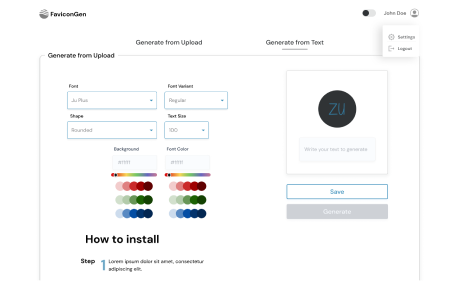 FaviconGen
John Doe
Settings
Logout
Generate from Upload
Generate from Text
Generate from Upload
Font
Font Variant
Ju Plus
Regular
Shape
Text Size
Rounded
100
Background
Font Color
#ffffff
#ffffff
ZU
Write your text to generate
Save
Generate
How to install
Step 1 Lorem ipsum dolor sit amet, consectetur
adipiscing elit.